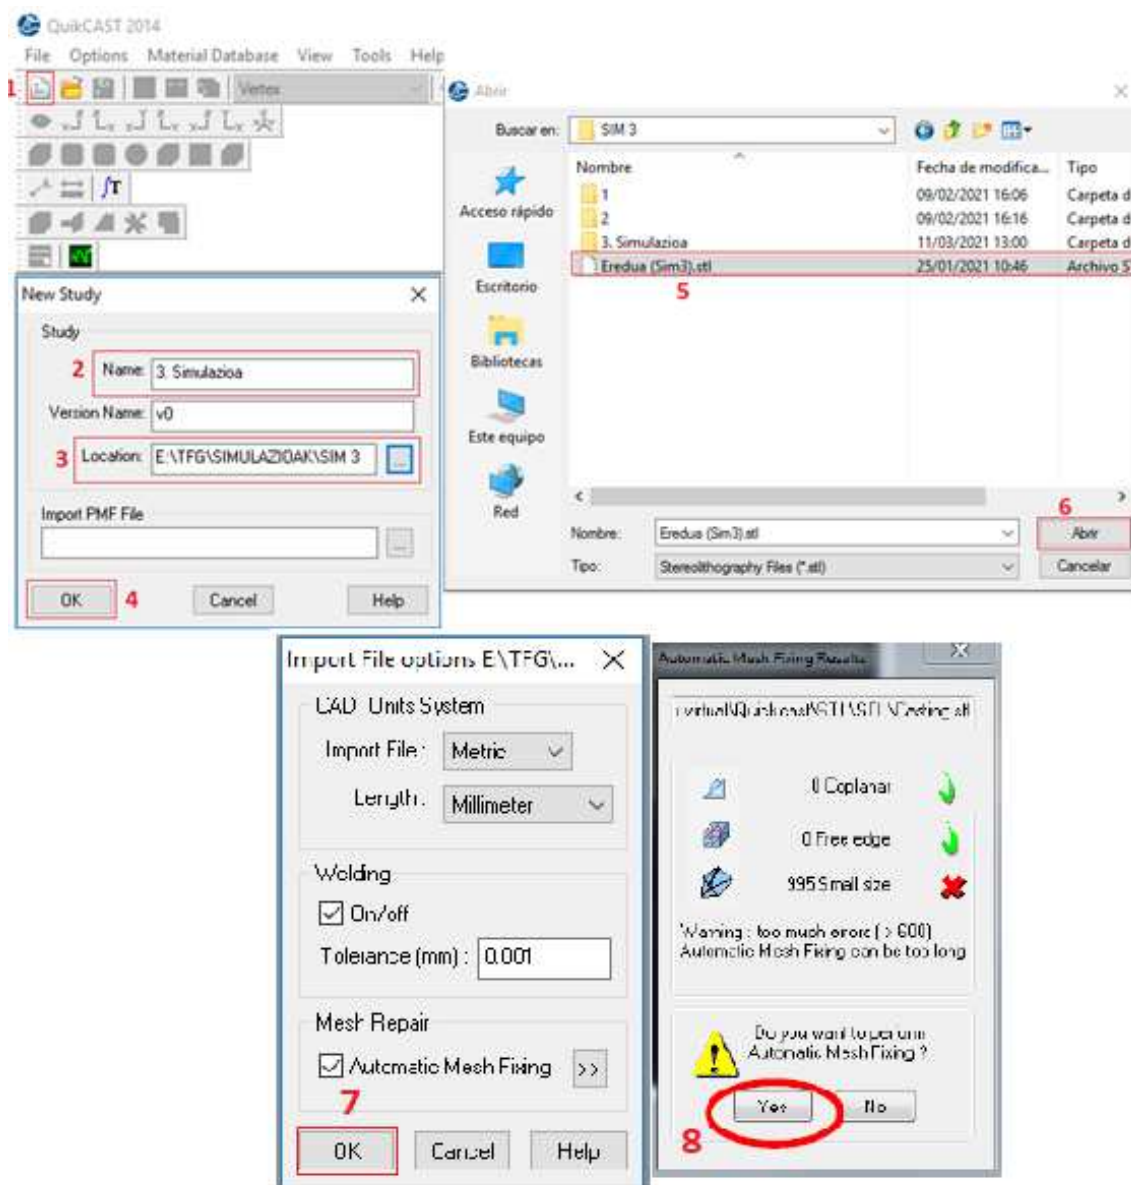 QuikCAST 2014
File Options Material Database View Tools Help
1
Vertex
New Study
Study
2 Name: 3. Simulazioa
Version Name: v0
3 Location: E:\TFG\SIMULAZIOAK\SIM 3 ...
Import PMF File
...
OK 4 Cancel Help
Abrir
Buscar en: SIM 3
Nombre Fecha de modifica... Tipo
1 09/02/2021 16:06 Carpeta d
2 09/02/2021 16:16 Carpeta d
3. Simulazioa 11/03/2021 13:00 Carpeta d
Eredua (Sim3).stl 25/01/2021 10:46 Archivo S
5
Acceso rápido
Escritorio
Bibliotecas
Este equipo
Red
6
Nombre: Eredua (Sim3).stl Abrir
Tipo: Stereolithography Files (*.stl) Cancelar
Import File options E:\TFG\...
CAD Units System
Import File : Metric
Length : Millimeter
Welding
On/off
Tolerance (mm) : 0.001
Mesh Repair
Automatic Mesh Fixing >>
7
OK Cancel Help
Automatic Mesh Fixing Results
0 Coplanar
0 Free edge
995 Small size
Warning : too much errors ( > 600)
Automatic Mesh Fixing can be too long
Do you want to perform
Automatic Mesh Fixing ?
Yes No
8